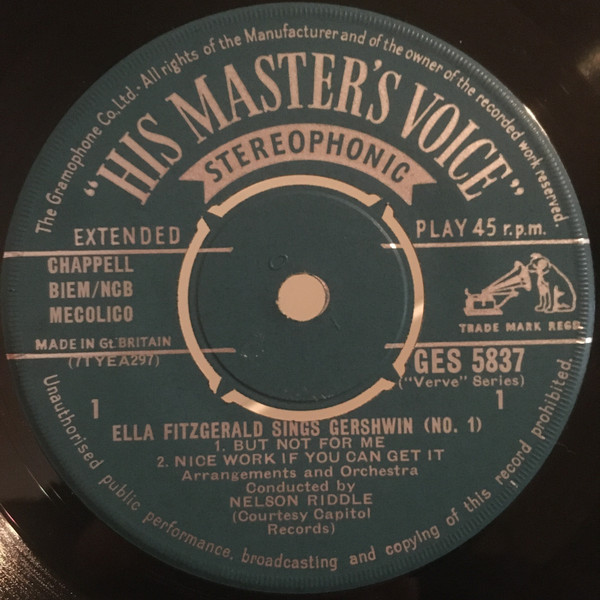 The Gramophone Co., Ltd. - All rights of the Manufacturer and of the owner of the recorded work reserved.
"HIS MASTER'S VOICE"
STEREOPHONIC
EXTENDED
PLAY 45 r.p.m.
CHAPPELL
BIEM/NCB
MECOLICO
TRADE MARK REGD.
MADE IN Gt. BRITAIN
(7TYEA297)
GES 5837
("Verve" Series)
1
1
ELLA FITZGERALD SINGS GERSHWIN (NO. 1)
1. BUT NOT FOR ME
2. NICE WORK IF YOU CAN GET IT
Arrangements and Orchestra
Conducted by
NELSON RIDDLE
(Courtesy Capitol
Records)
Unauthorised public performance, broadcasting and copying of this record prohibited.